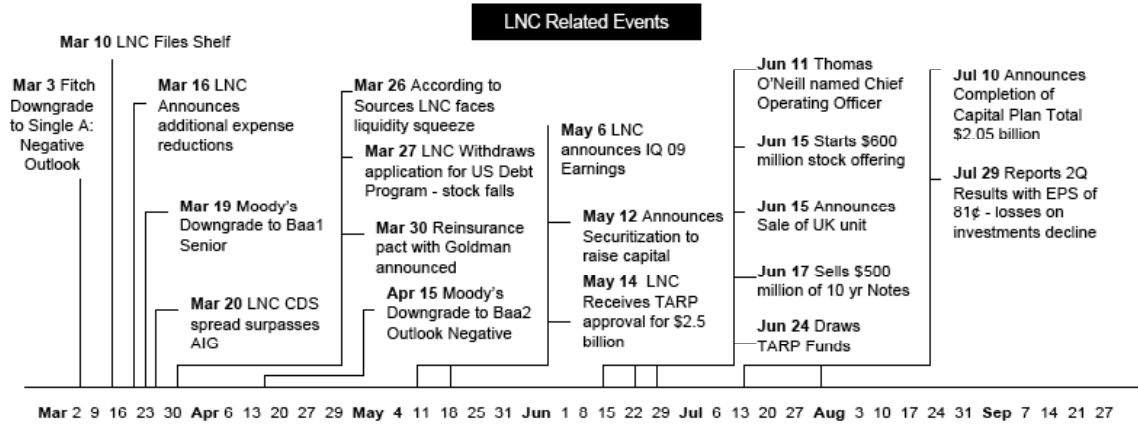 LNC Related Events
Mar 10 LNC Files Shelf
Mar 3 Fitch
Downgrade
to Single A:
Negative
Outlook
Mar 16 LNC
Announces
additional expense
reductions
Mar 19 Moody's
Downgrade to Baa1
Senior
Mar 20 LNC CDS
spread surpasses
AIG
Mar 26 According to
Sources LNC faces
liquidity squeeze
Mar 27 LNC Withdraws
application for US Debt
Program - stock falls
Mar 30 Reinsurance
pact with Goldman
announced
Apr 15 Moody's
Downgrade to Baa2
Outlook Negative
May 6 LNC
announces IQ 09
Earnings
May 12 Announces
Securitization to
raise capital
May 14 LNC
Receives TARP
approval for $2.5
billion
Jun 11 Thomas
O'Neill named Chief
Operating Officer
Jun 15 Starts $600
million stock offering
Jun 15 Announces
Sale of UK unit
Jun 17 Sells $500
million of 10 yr Notes
Jun 24 Draws
TARP Funds
Jul 10 Announces
Completion of
Capital Plan Total
$2.05 billion
Jul 29 Reports 2Q
Results with EPS of
81¢ - losses on
investments decline
Mar 2 9 16 23 30 Apr 6 13 20 27 29 May 4 11 18 25 31 Jun 1 8 15 22 29 Jul 6 13 20 27 Aug 3 10 17 24 31 Sep 7 14 21 27